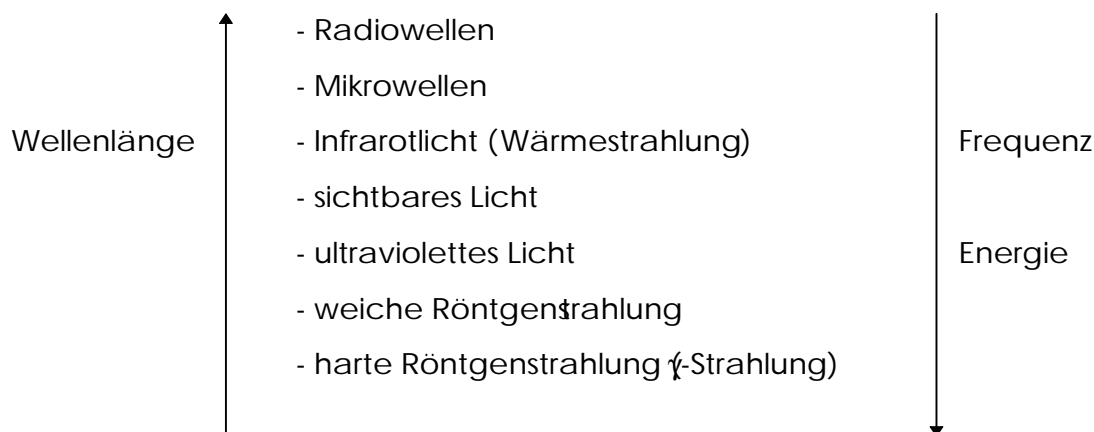 - Radiowellen
- Mikrowellen
Wellenlänge - Infrarotlicht (Wärmestrahlung) Frequenz
- sichtbares Licht
- ultraviolettes Licht Energie
- weiche Röntgenstrahlung
- harte Röntgenstrahlung (γ-Strahlung)